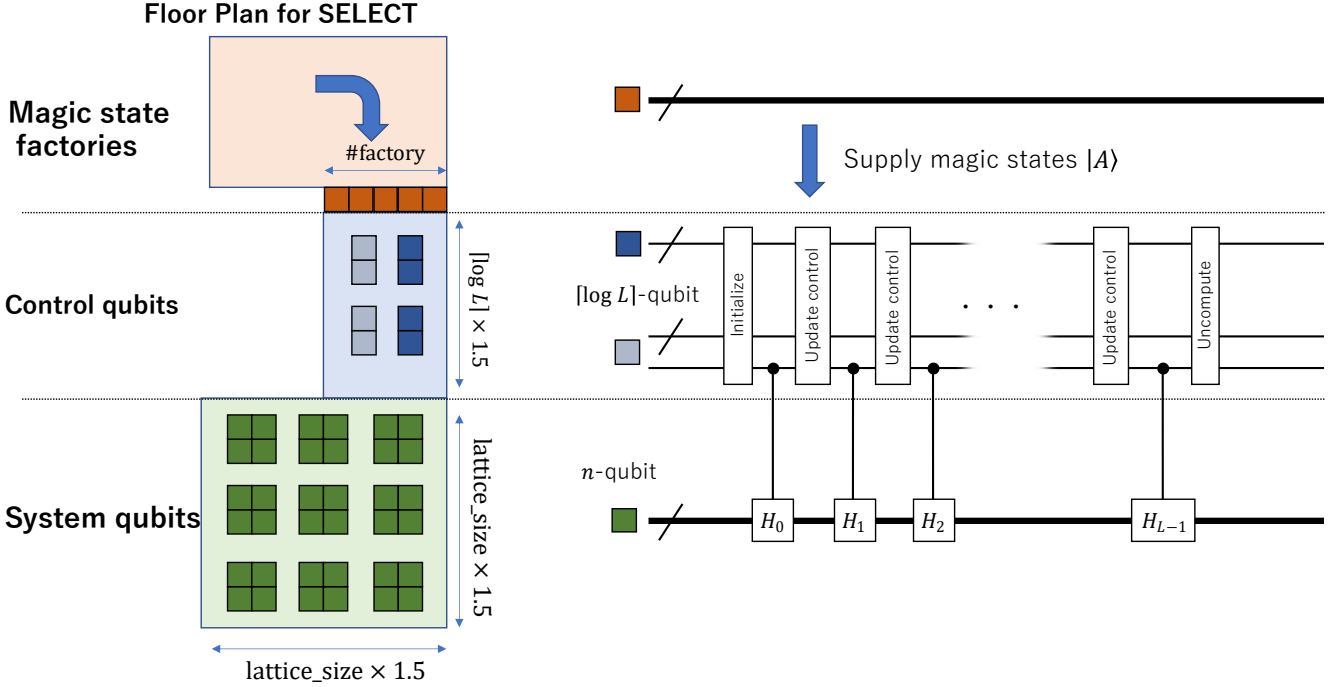 Floor Plan for SELECT
Magic state
factories
#factory
Supply magic states |A⟩
Control qubits
⌈log L⌉ × 1.5
⌈log L⌉-qubit
Initialize
Update control
Update control
· · ·
Update control
Uncompute
System qubits
lattice_size × 1.5
lattice_size × 1.5
n-qubit
H₀
H₁
H₂
H_{L−1}